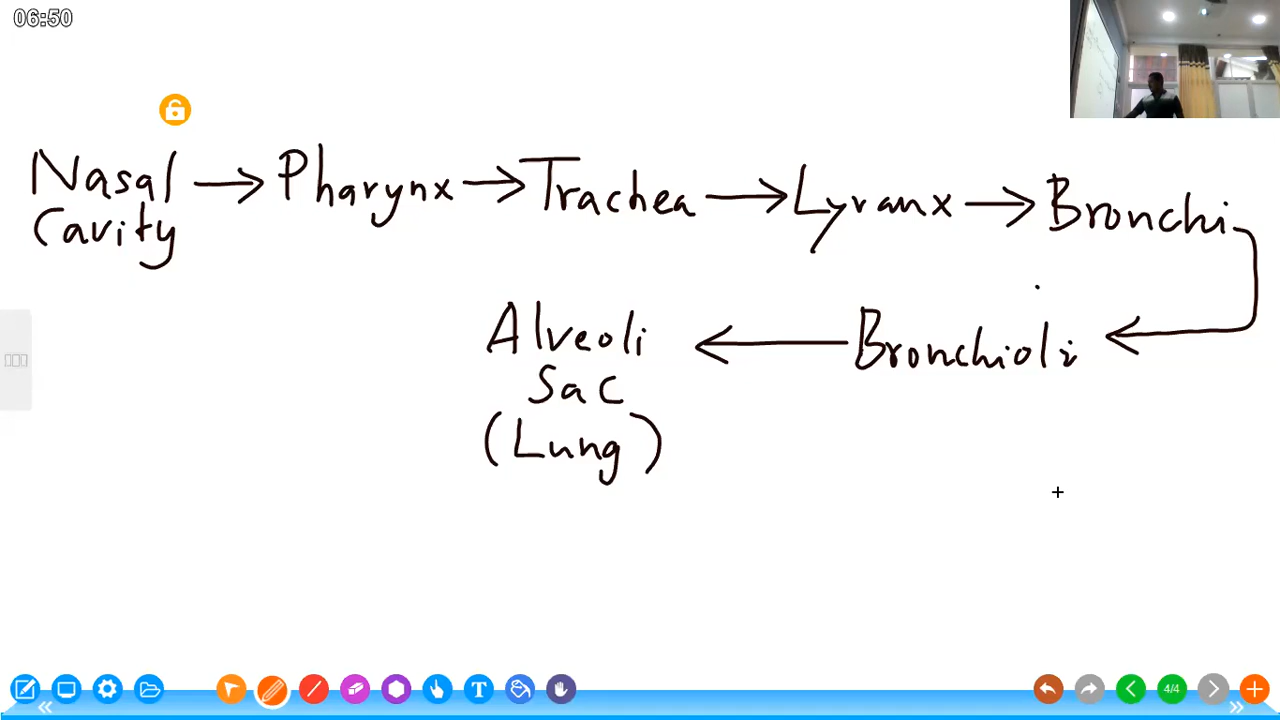 06:50
Nasal → Pharynx → Trachea → Lyranx → Bronchi
Cavity
Alveoli ← Bronchioli
Sac
(Lung)
T
4/4